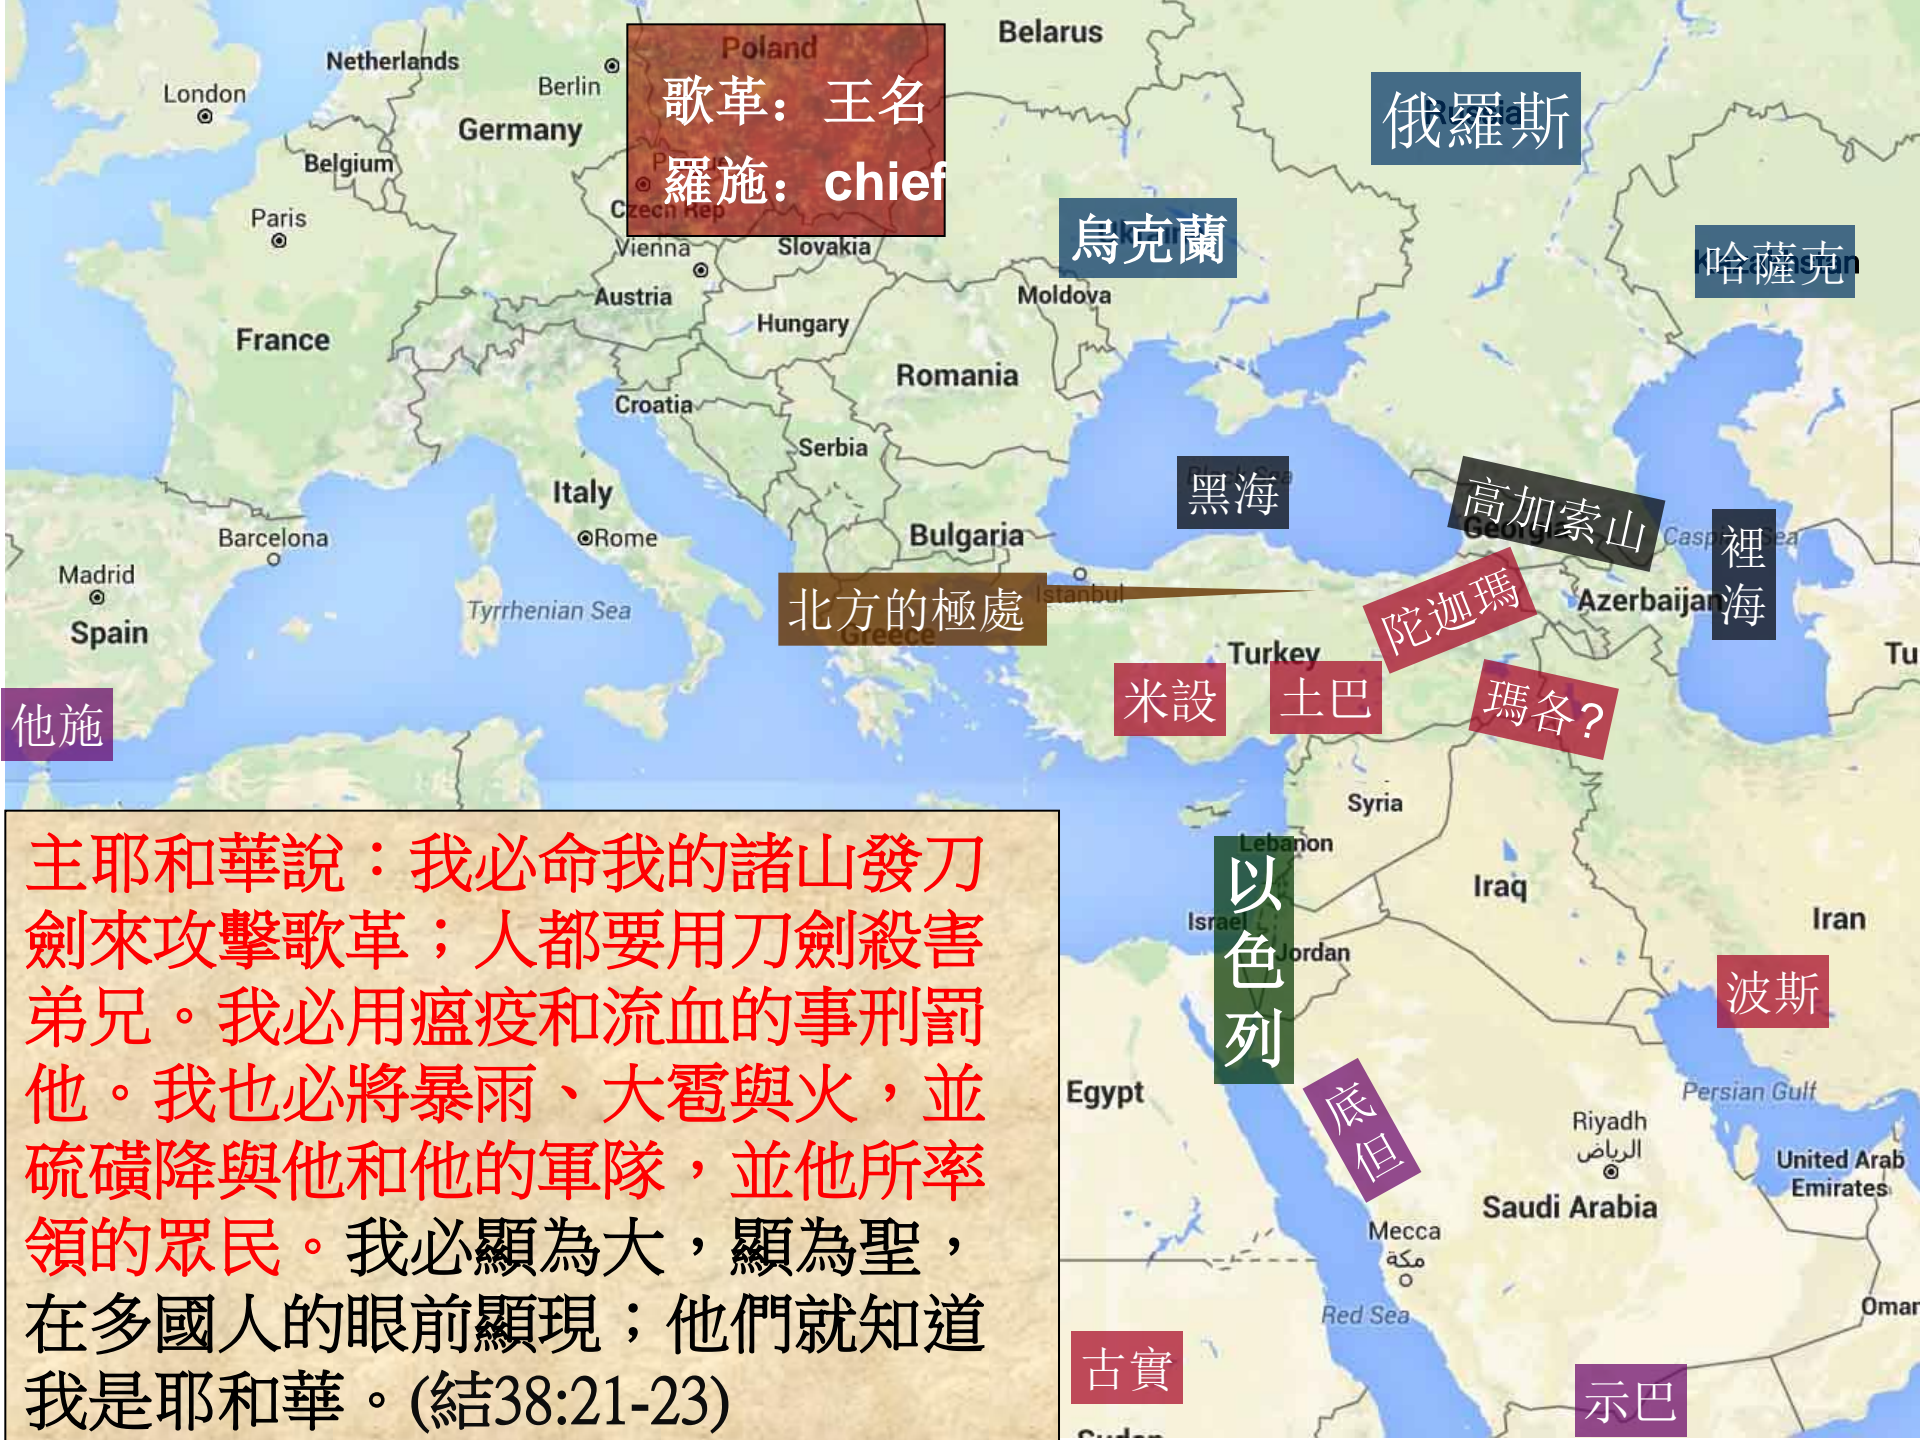 Belarus
Netherlands
Poland
Berlin
London
歌革：王名
俄羅斯
Germany
Belgium
羅施：chief
Czech Rep
Paris
烏克蘭
Vienna
Slovakia
哈薩克
Austria
Moldova
Hungary
France
Romania
Croatia
Serbia
Black Sea
黑海
Italy
高加索山
Georgia
Barcelona
Rome
Bulgaria
Caspian Sea
裡海
Madrid
Istanbul
Tyrrhenian Sea
北方的極處
Greece
陀迦瑪
Azerbaijan
Spain
Turkey
Tu
米設
土巴
瑪各?
他施
Syria
Lebanon
以色列
Iraq
Israel
Iran
Jordan
波斯
主耶和華說：我必命我的諸山發刀
劍來攻擊歌革；人都要用刀劍殺害
弟兄。我必用瘟疫和流血的事刑罰
他。我也必將暴雨、大雹與火，並
硫磺降與他和他的軍隊，並他所率
領的眾民。我必顯為大，顯為聖，
在多國人的眼前顯現；他們就知道
我是耶和華。(結38:21-23)
Egypt
底但
Persian Gulf
Riyadh
الرياض
United Arab
Emirates
Saudi Arabia
Mecca
مكة
Red Sea
Oman
古實
示巴
Sudan